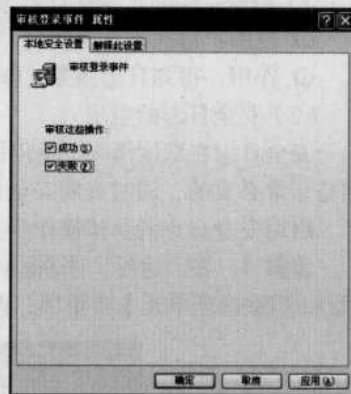 审核登录事件 属性
本地安全设置 解释此设置
审核登录事件
审核这些操作:
成功(S)
失败(F)
确定 取消 应用(A)